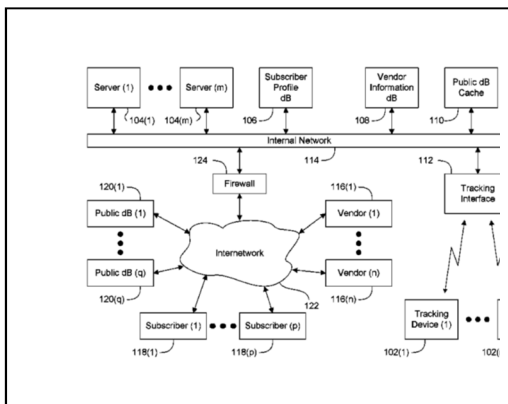 Server (1)
Server (m)
Subscriber
Profile
dB
Vendor
Information
dB
Public dB
Cache
104(1)
104(m)
106
108
110
Internal Network
124
114
112
Firewall
Tracking
Interface
120(1)
116(1)
Public dB (1)
Vendor (1)
Internetwork
Public dB (q)
Vendor (n)
120(q)
122
116(n)
Subscriber (1)
Subscriber (p)
Tracking
Device (1)
118(1)
118(p)
102(1)
102(